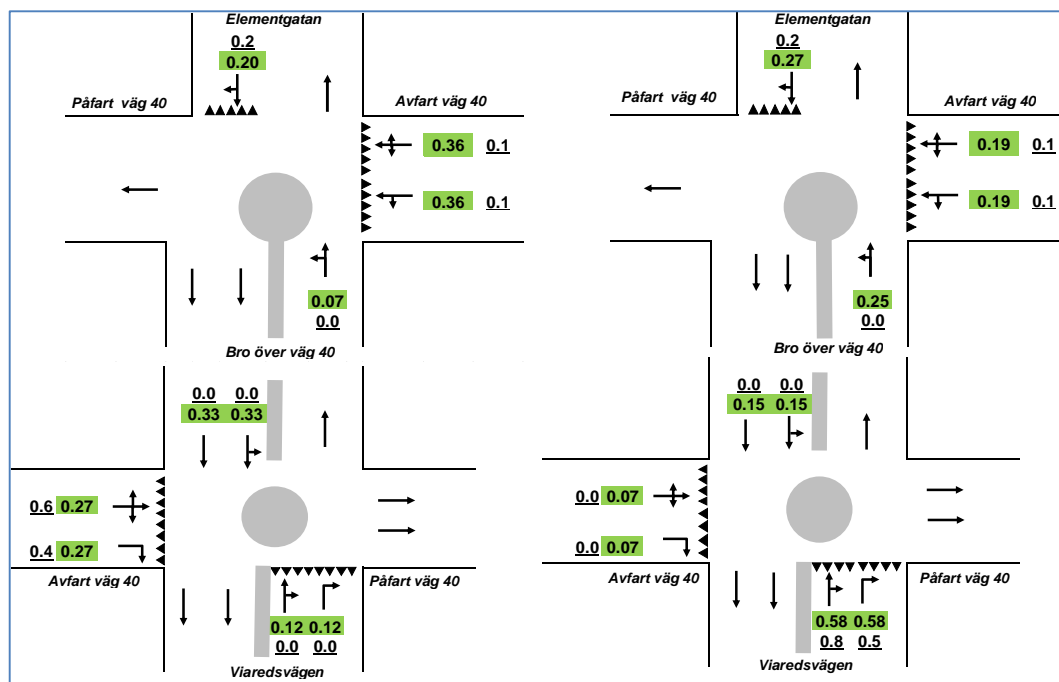 Elementgatan
0.2
0.20
Påfart väg 40
Avfart väg 40
0.36 0.1
0.36 0.1
0.07
0.0
Bro över väg 40
0.0 0.0
0.33 0.33
0.6 0.27
0.4 0.27
Avfart väg 40
Påfart väg 40
0.12 0.12
0.0 0.0
Viaredsvägen
Elementgatan
0.2
0.27
Påfart väg 40
Avfart väg 40
0.19 0.1
0.19 0.1
0.25
0.0
Bro över väg 40
0.0 0.0
0.15 0.15
0.0 0.07
0.0 0.07
Avfart väg 40
Påfart väg 40
0.58 0.58
0.8 0.5
Viaredsvägen